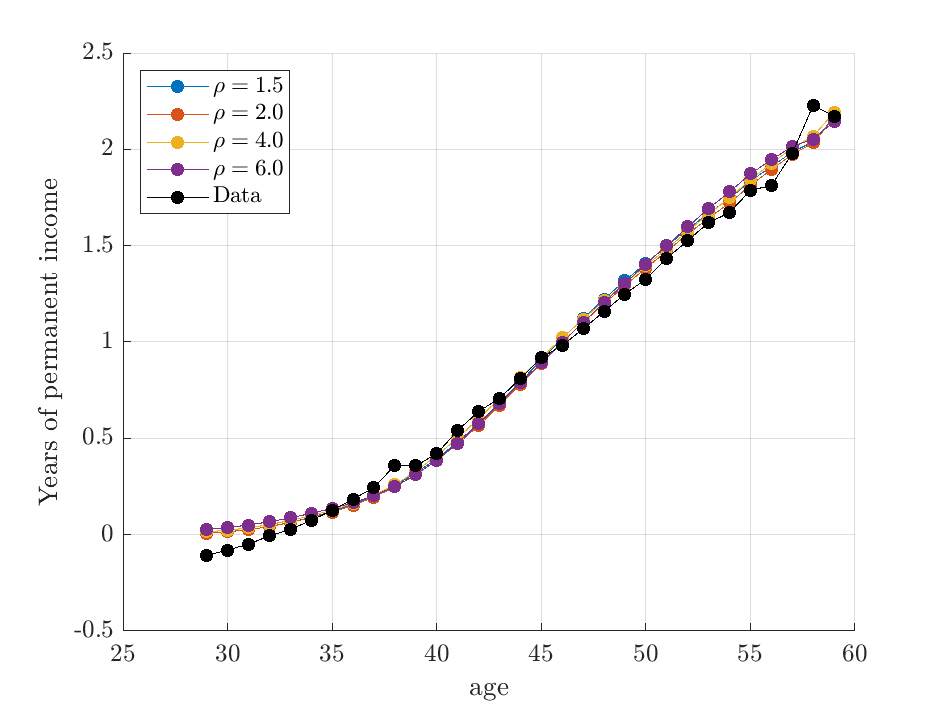 2.5
2
1.5
1
0.5
0
-0.5
Years of permanent income
ρ = 1.5
ρ = 2.0
ρ = 4.0
ρ = 6.0
Data
25 30 35 40 45 50 55 60
age